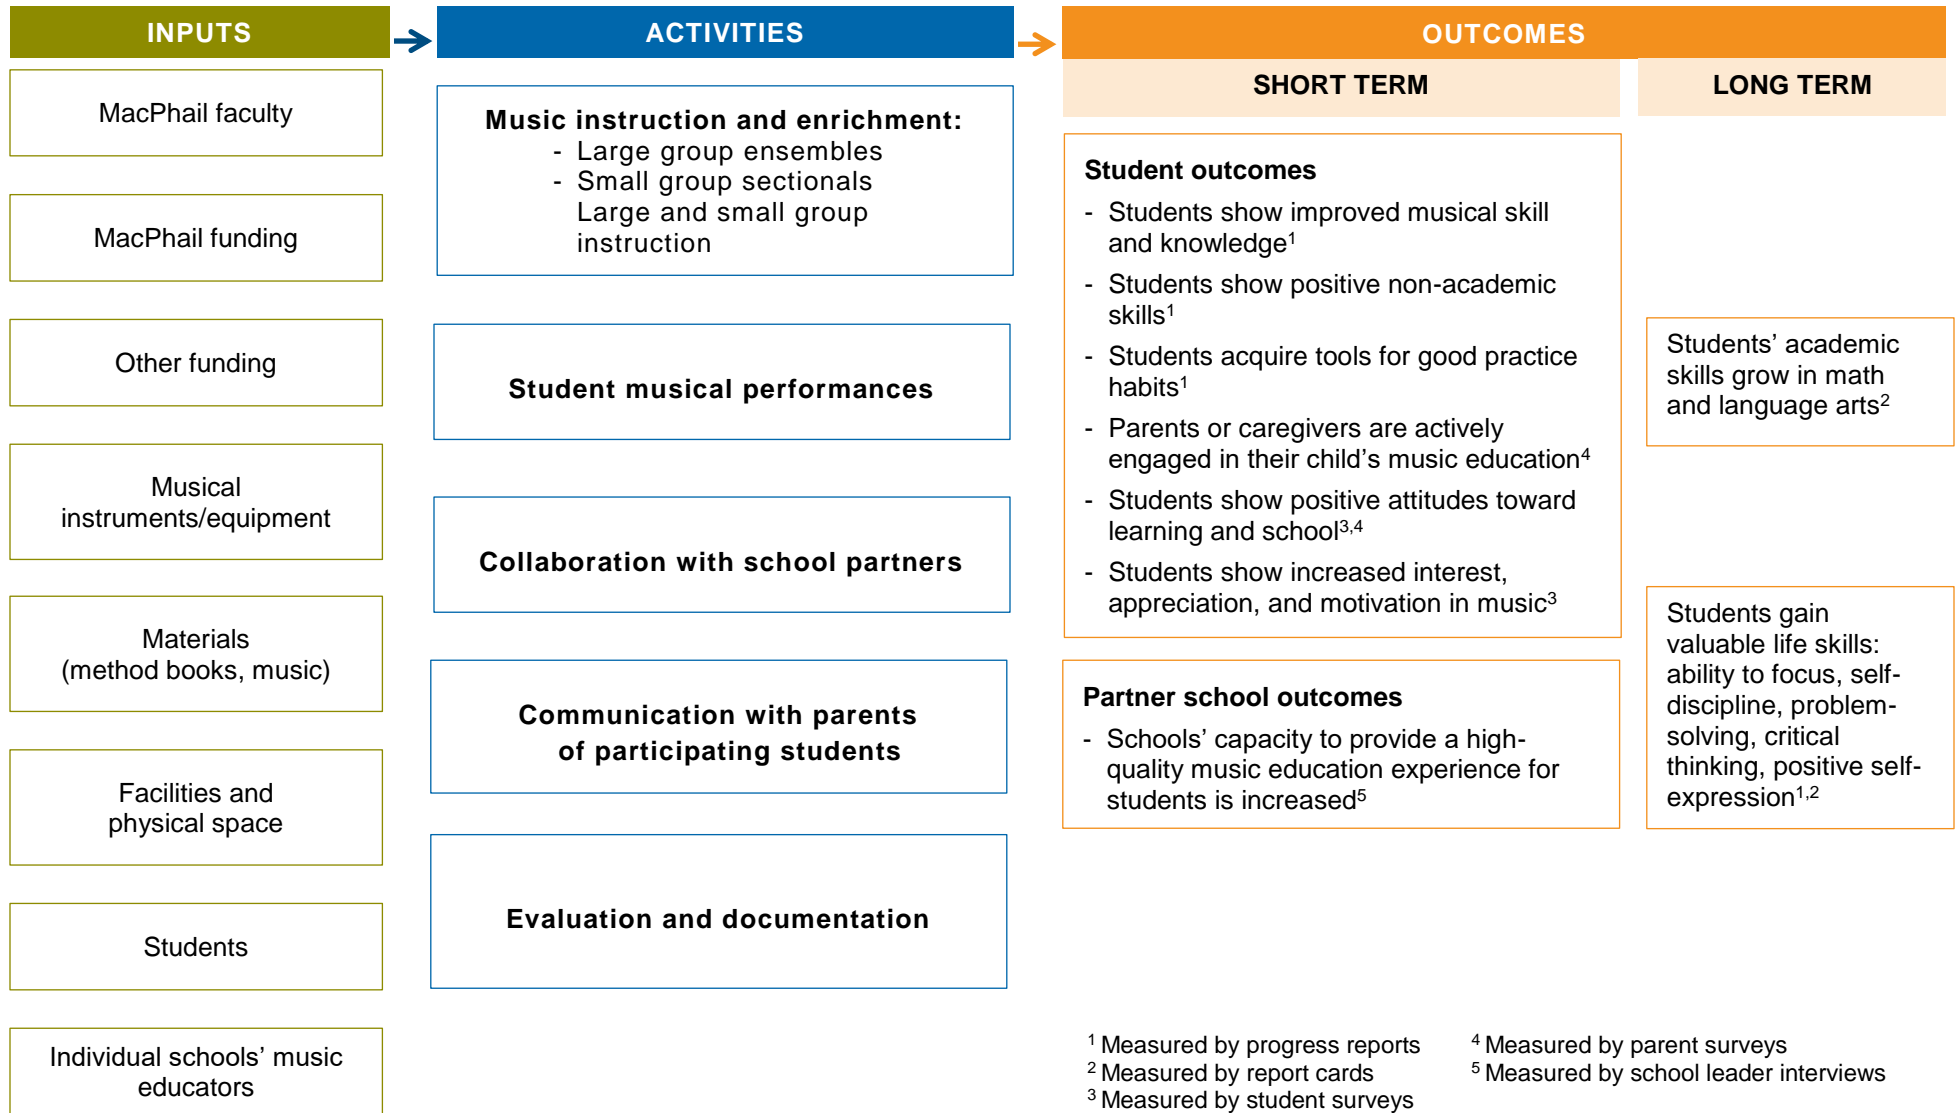 INPUTS
MacPhail faculty
MacPhail funding
Other funding
Musical
instruments/equipment
Materials
(method books, music)
Facilities and
physical space
Students
Individual schools’ music
educators
ACTIVITIES
Music instruction and enrichment:
- Large group ensembles
- Small group sectionals
Large and small group
instruction
Student musical performances
Collaboration with school partners
Communication with parents
of participating students
Evaluation and documentation
OUTCOMES
SHORT TERM
Student outcomes
- Students show improved musical skill
and knowledge¹
- Students show positive non-academic
skills¹
- Students acquire tools for good practice
habits¹
- Parents or caregivers are actively
engaged in their child’s music education⁴
- Students show positive attitudes toward
learning and school³,⁴
- Students show increased interest,
appreciation, and motivation in music³
Partner school outcomes
- Schools’ capacity to provide a high-
quality music education experience for
students is increased⁵
LONG TERM
Students’ academic
skills grow in math
and language arts²
Students gain
valuable life skills:
ability to focus, self-
discipline, problem-
solving, critical
thinking, positive self-
expression¹,²
¹ Measured by progress reports
² Measured by report cards
³ Measured by student surveys
⁴ Measured by parent surveys
⁵ Measured by school leader interviews